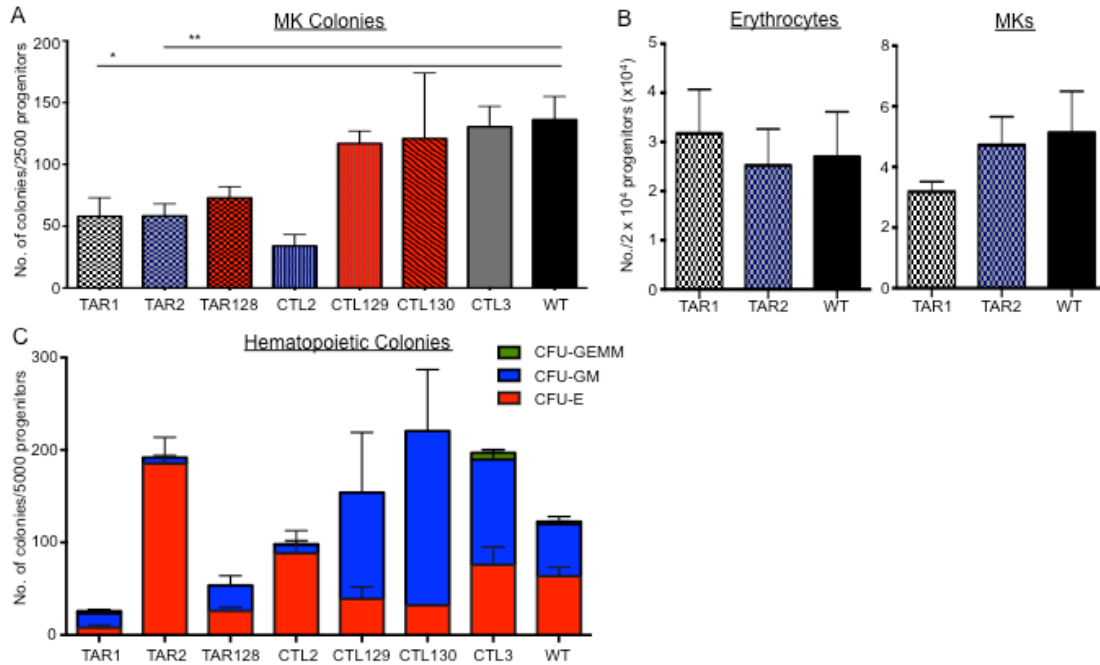 A
MK Colonies
**
*
No. of colonies/2500 progenitors
200
150
100
50
0
TAR1 TAR2 TAR128 CTL2 CTL129 CTL130 CTL3 WT
B
Erythrocytes
MKs
No./2 x 10⁴ progenitors (x10⁴)
5
4
3
2
1
0
TAR1 TAR2 WT
8
6
4
2
0
TAR1 TAR2 WT
C
Hematopoietic Colonies
CFU-GEMM
CFU-GM
CFU-E
No. of colonies/5000 progenitors
300
200
100
0
TAR1 TAR2 TAR128 CTL2 CTL129 CTL130 CTL3 WT